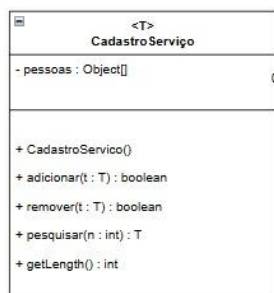 <T>
CadastroServiço
- pessoas : Object[]
+ CadastroServico()
+ adicionar(t : T) : boolean
+ remover(t : T) : boolean
+ pesquisar(n : int) : T
+ getLength() : int